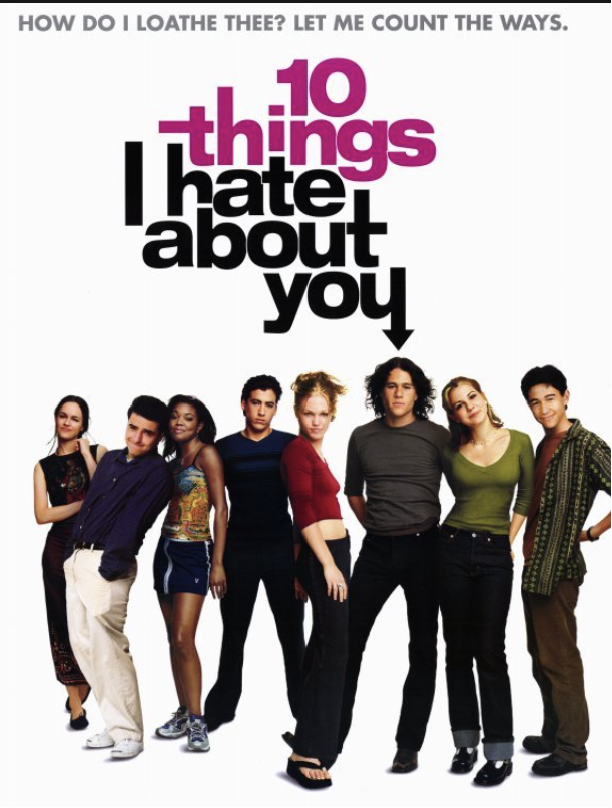 HOW DO I LOATHE THEE? LET ME COUNT THE WAYS.
10
things
I hate
about
you